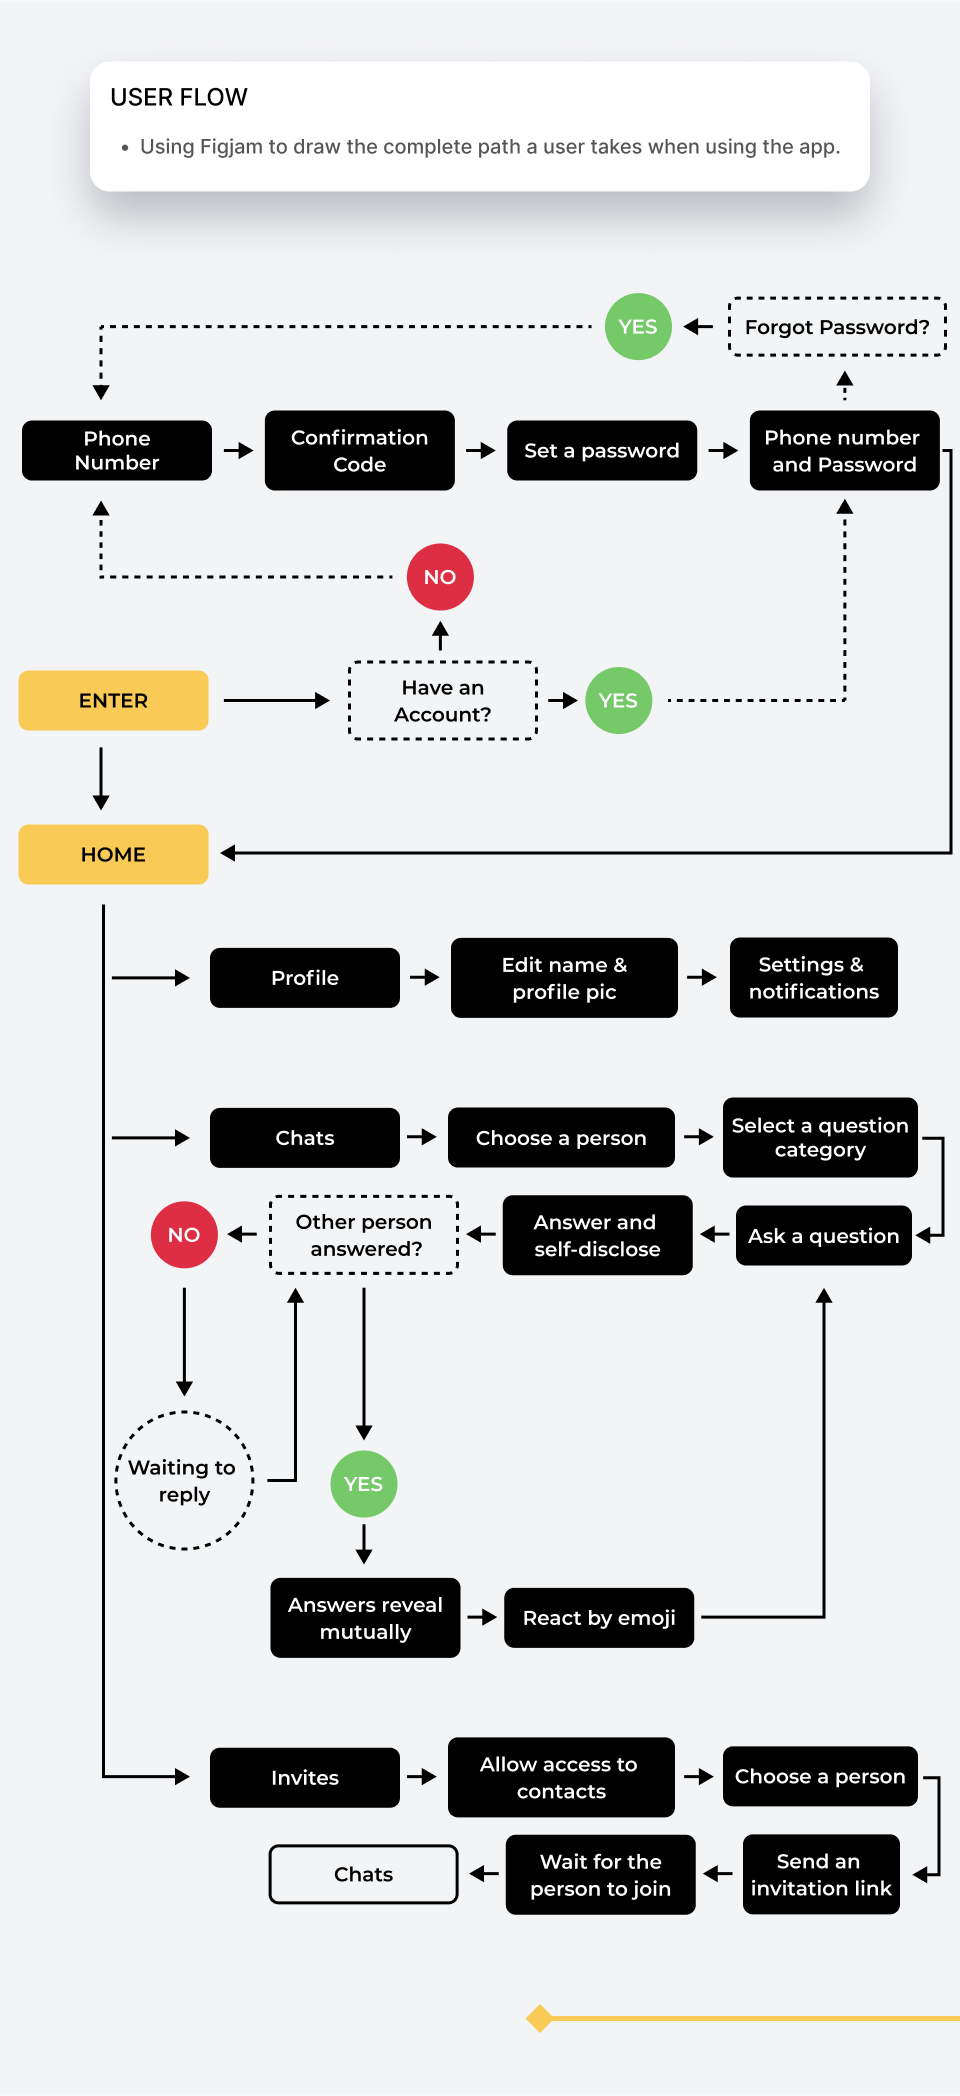 USER FLOW
• Using Figjam to draw the complete path a user takes when using the app.
YES
Forgot Password?
Phone
Number
Confirmation
Code
Set a password
Phone number
and Password
NO
ENTER
Have an
Account?
YES
HOME
Profile
Edit name &
profile pic
Settings &
notifications
Chats
Choose a person
Select a question
category
NO
Other person
answered?
Answer and
self-disclose
Ask a question
Waiting to
reply
YES
Answers reveal
mutually
React by emoji
Invites
Allow access to
contacts
Choose a person
Chats
Wait for the
person to join
Send an
invitation link